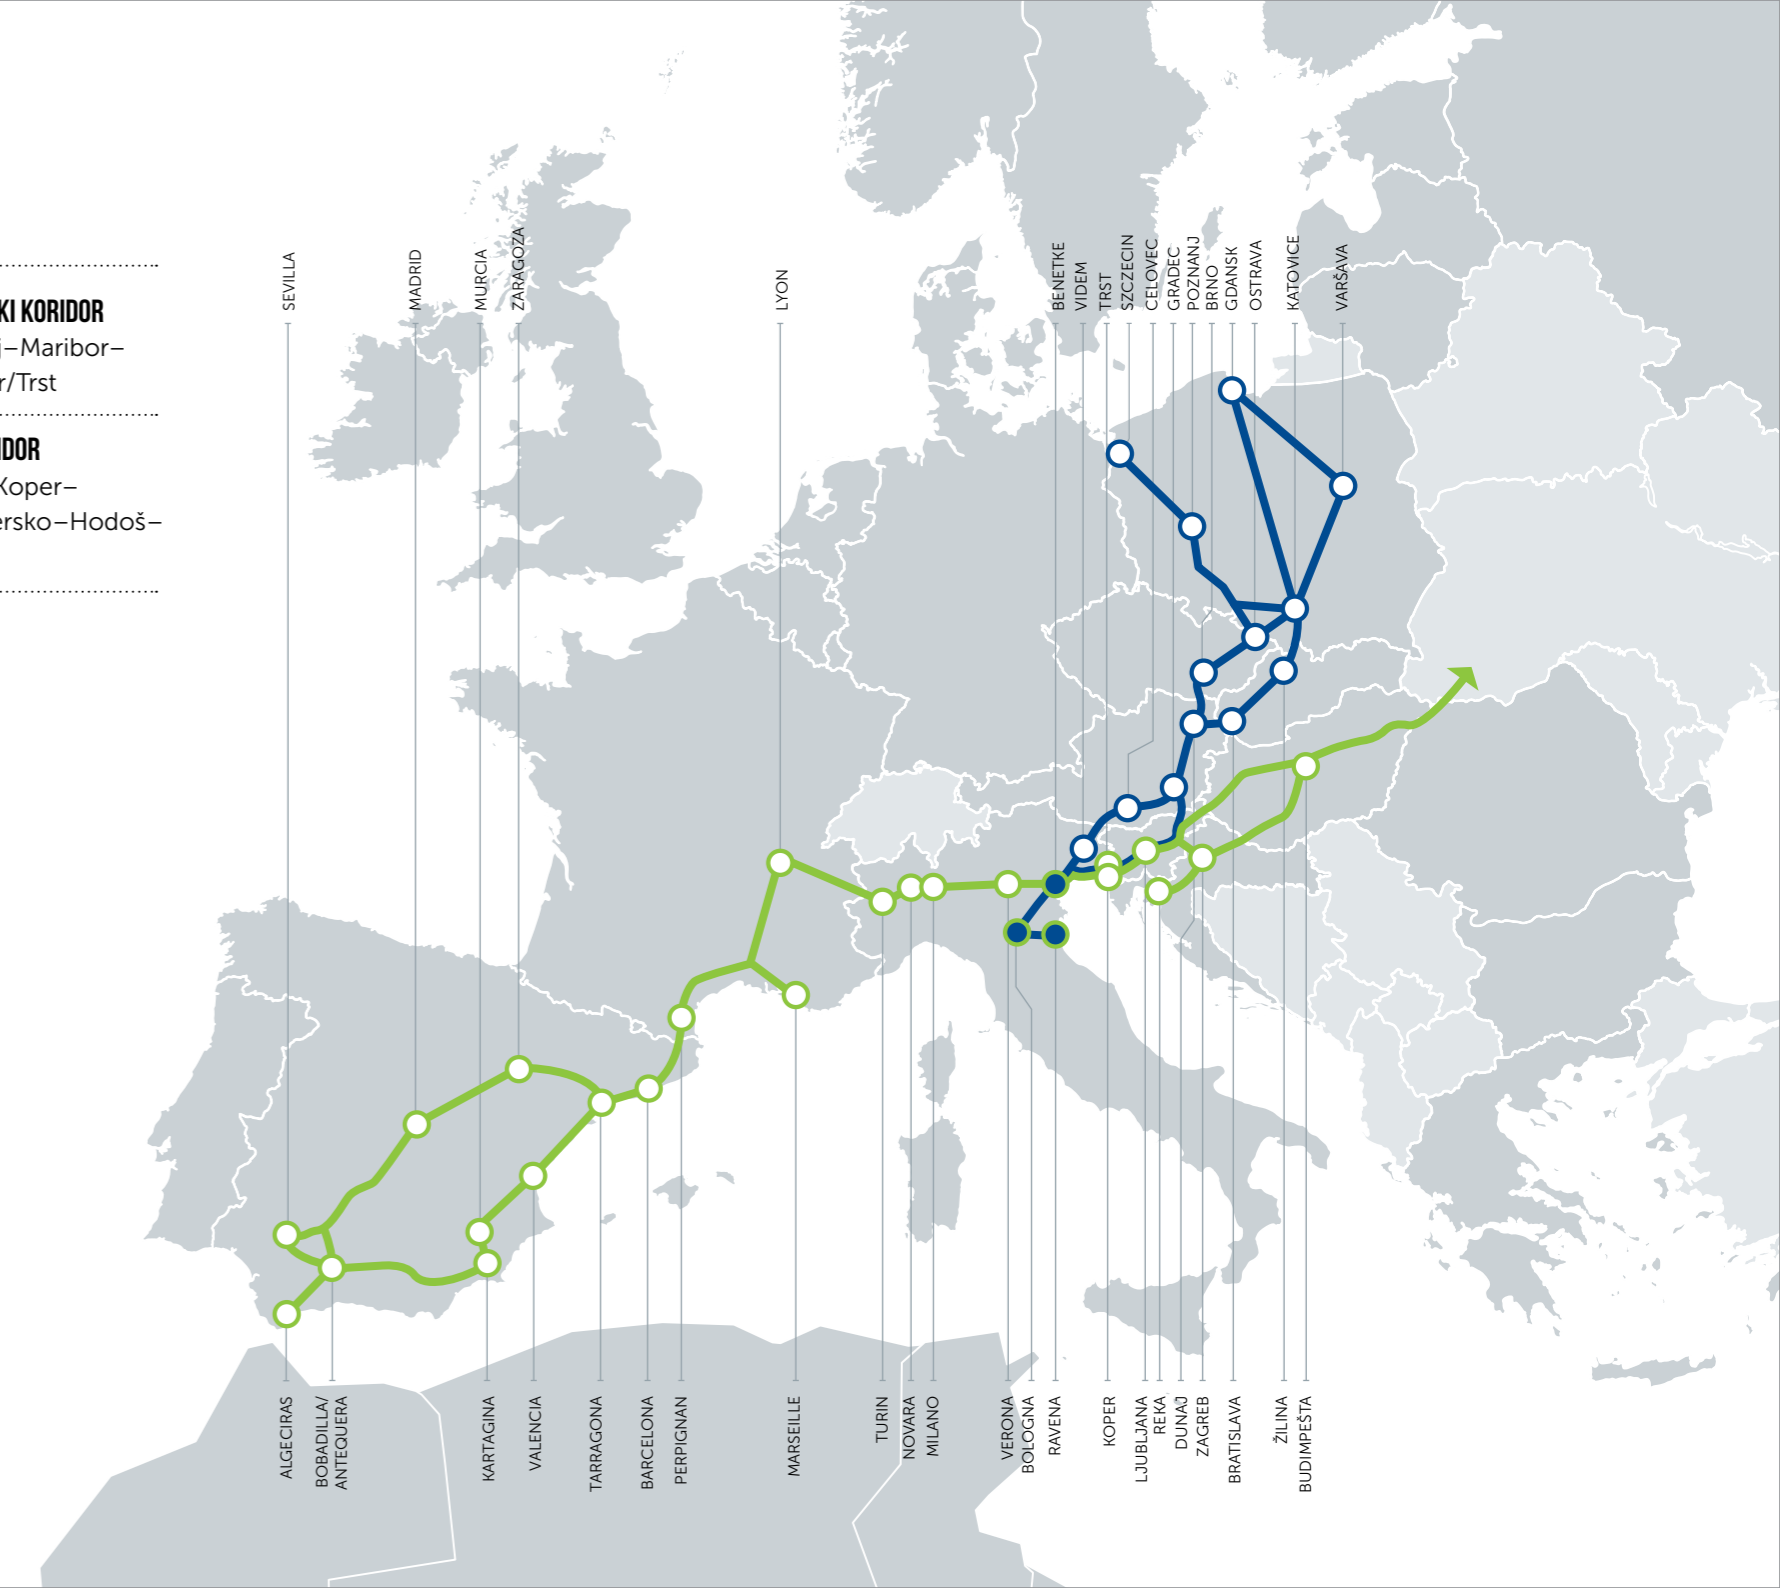 KI KORIDOR
j–Maribor–
r/Trst
IDOR
Koper–
ersko–Hodoš–
SEVILLA
MADRID
MURCIA
ZARAGOZA
LYON
BENETKE
VIDEM
TRST
SZCZECIN
CELOVEC
GRADEC
POZNANJ
BRNO
GDANSK
OSTRAVA
KATOVICE
VARŠAVA
ALGECIRAS
BOBADILLA/
ANTEQUERA
KARTAGINA
VALENCIA
TARRAGONA
BARCELONA
PERPIGNAN
MARSEILLE
TURIN
NOVARA
MILANO
VERONA
BOLOGNA
RAVENA
KOPER
LJUBLJANA
REKA
DUNAJ
ZAGREB
BRATISLAVA
ŽILINA
BUDIMPEŠTA